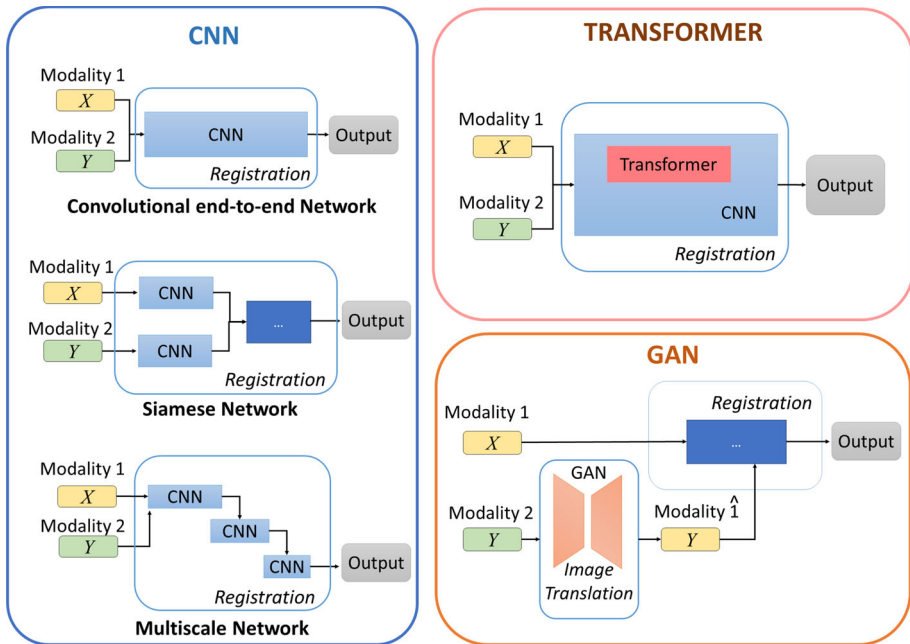 CNN
Modality 1
X
Modality 2
Y
CNN
Registration
Output
Convolutional end-to-end Network
Modality 1
X
Modality 2
Y
CNN
CNN
...
Registration
Output
Siamese Network
Modality 1
X
Modality 2
Y
CNN
CNN
CNN
Registration
Output
Multiscale Network
TRANSFORMER
Modality 1
X
Modality 2
Y
Transformer
CNN
Registration
Output
GAN
Modality 1
X
Registration
...
Output
Modality 2
Y
GAN
Image
Translation
Modality 1̂
Y